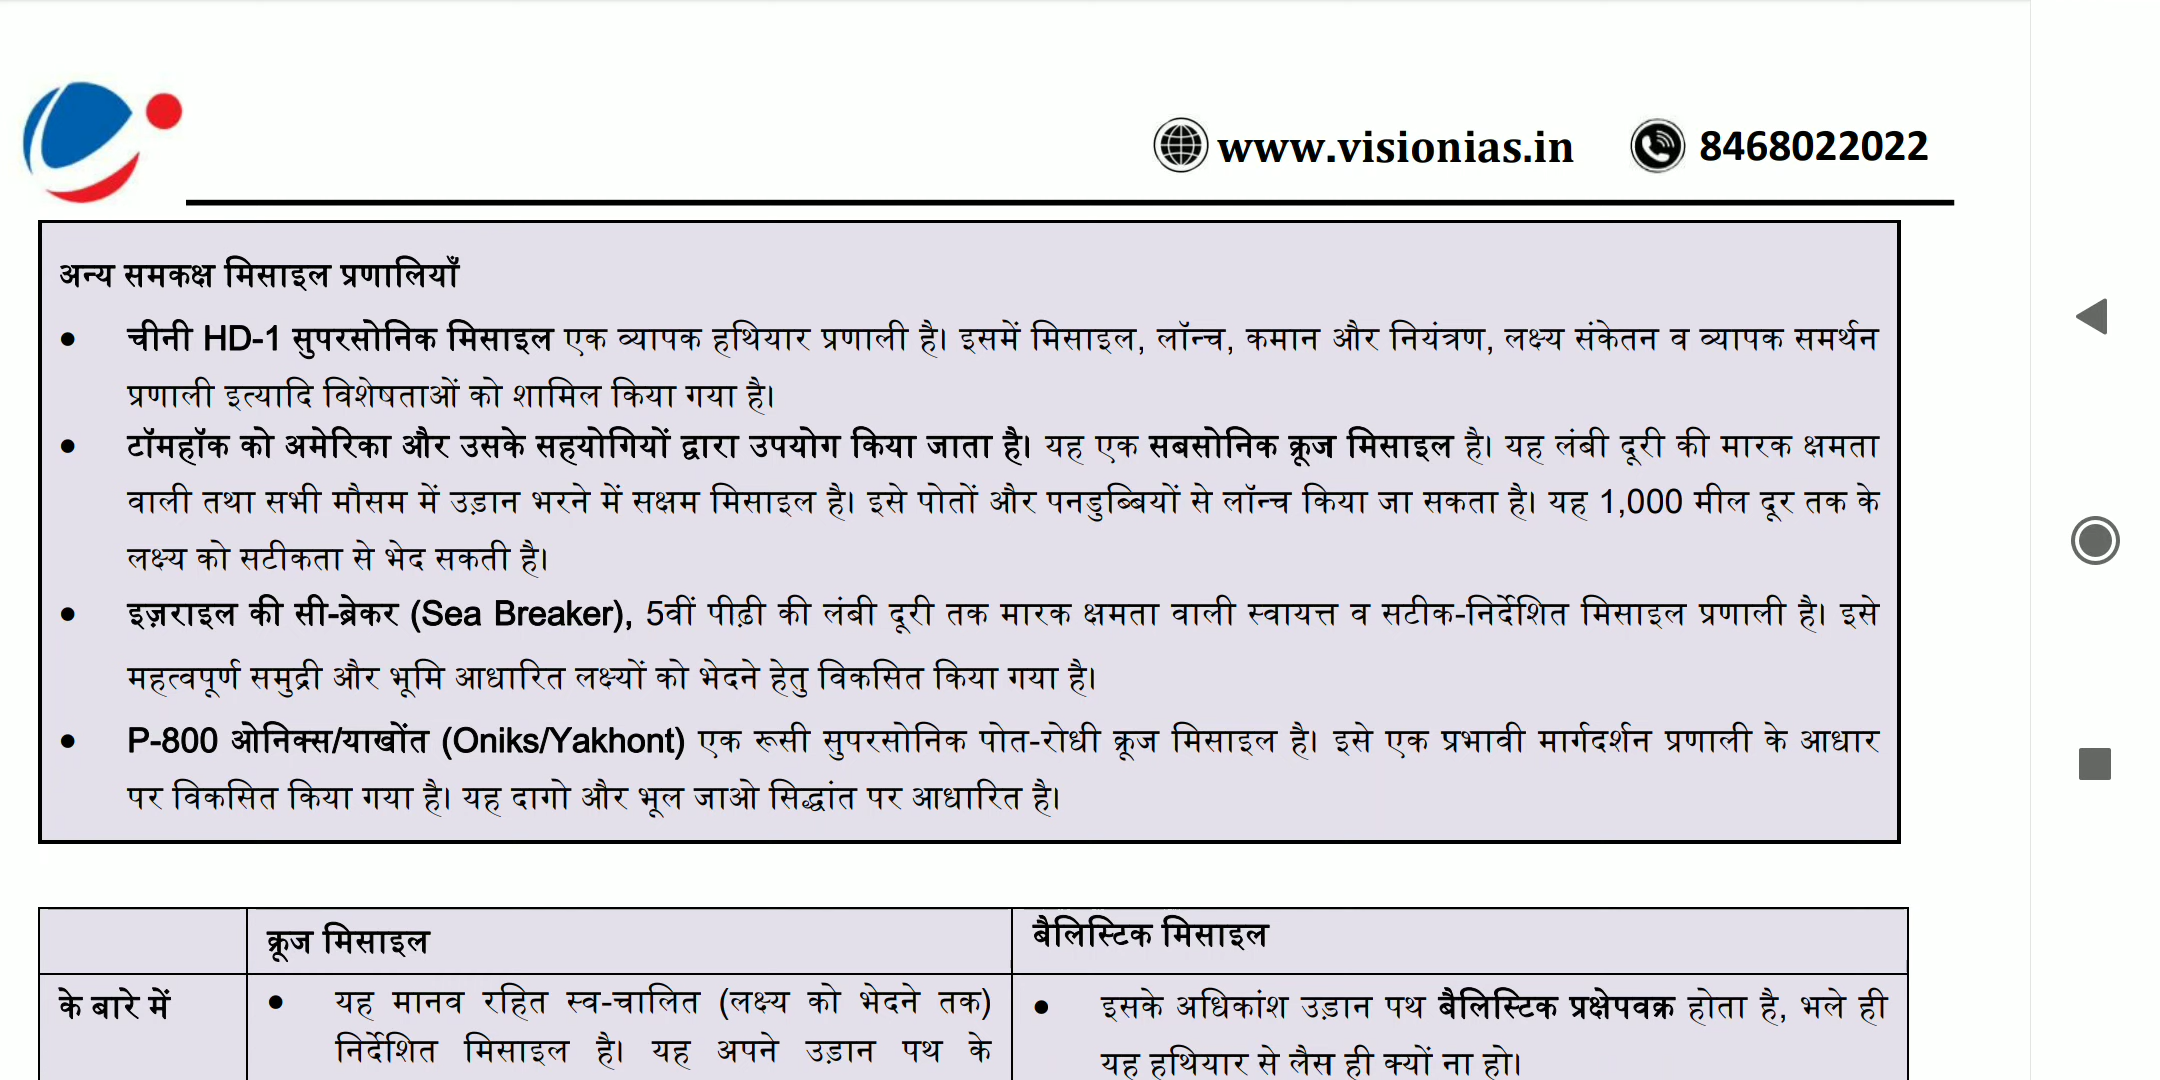 www.visionias.in 8468022022
अन्य समकक्ष मिसाइल प्रणालियाँ
● चीनी HD-1 सुपरसोनिक मिसाइल एक व्यापक हथियार प्रणाली है। इसमें मिसाइल, लॉन्च, कमान और नियंत्रण, लक्ष्य संकेतन व व्यापक समर्थन
प्रणाली इत्यादि विशेषताओं को शामिल किया गया है।
● टॉमहॉक को अमेरिका और उसके सहयोगियों द्वारा उपयोग किया जाता है। यह एक सबसोनिक क्रूज मिसाइल है। यह लंबी दूरी की मारक क्षमता
वाली तथा सभी मौसम में उड़ान भरने में सक्षम मिसाइल है। इसे पोतों और पनडुब्बियों से लॉन्च किया जा सकता है। यह 1,000 मील दूर तक के
लक्ष्य को सटीकता से भेद सकती है।
● इज़राइल की सी-ब्रेकर (Sea Breaker), 5वीं पीढ़ी की लंबी दूरी तक मारक क्षमता वाली स्वायत्त व सटीक-निर्देशित मिसाइल प्रणाली है। इसे
महत्वपूर्ण समुद्री और भूमि आधारित लक्ष्यों को भेदने हेतु विकसित किया गया है।
● P-800 ओनिक्स/याखोंत (Oniks/Yakhont) एक रूसी सुपरसोनिक पोत-रोधी क्रूज मिसाइल है। इसे एक प्रभावी मार्गदर्शन प्रणाली के आधार
पर विकसित किया गया है। यह दागो और भूल जाओ सिद्धांत पर आधारित है।
क्रूज मिसाइल बैलिस्टिक मिसाइल
के बारे में ● यह मानव रहित स्व-चालित (लक्ष्य को भेदने तक) ● इसके अधिकांश उड़ान पथ बैलिस्टिक प्रक्षेपवक्र होता है, भले ही
निर्देशित मिसाइल है। यह अपने उड़ान पथ के यह हथियार से लैस ही क्यों ना हो।